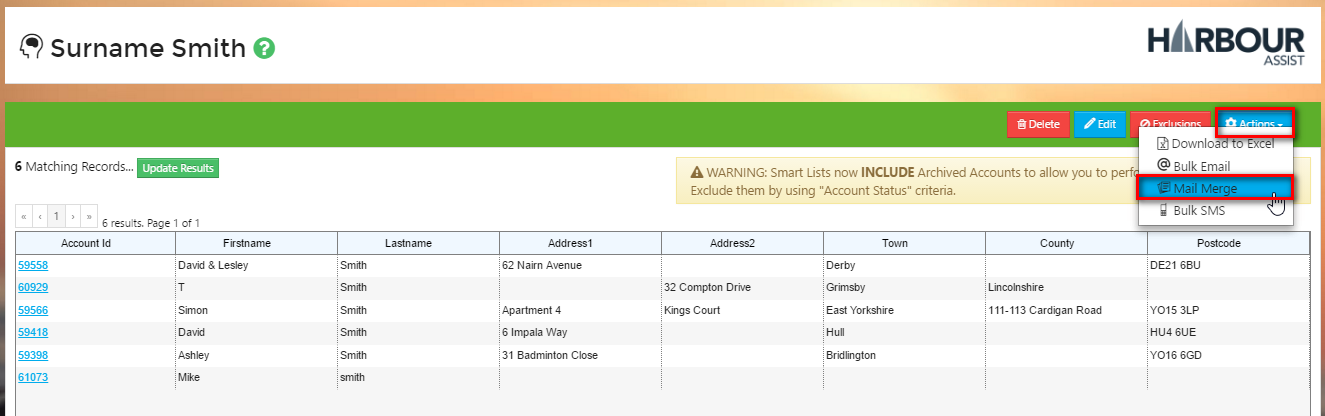 Surname Smith ?
HARBOUR
ASSIST
Delete Edit Exclusions Actions
Download to Excel
Bulk Email
Mail Merge
Bulk SMS
6 Matching Records... Update Results
WARNING: Smart Lists now INCLUDE Archived Accounts to allow you to
Exclude them by using "Account Status" criteria.
« ‹ 1 › » 6 results. Page 1 of 1
Account Id Firstname Lastname Address1 Address2 Town County Postcode
59558 David & Lesley Smith 62 Nairn Avenue Derby DE21 6BU
60929 T Smith 32 Compton Drive Grimsby Lincolnshire
59566 Simon Smith Apartment 4 Kings Court East Yorkshire 111-113 Cardigan Road YO15 3LP
59418 David Smith 6 Impala Way Hull HU4 6UE
59398 Ashley Smith 31 Badminton Close Bridlington YO16 6GD
61073 Mike smith